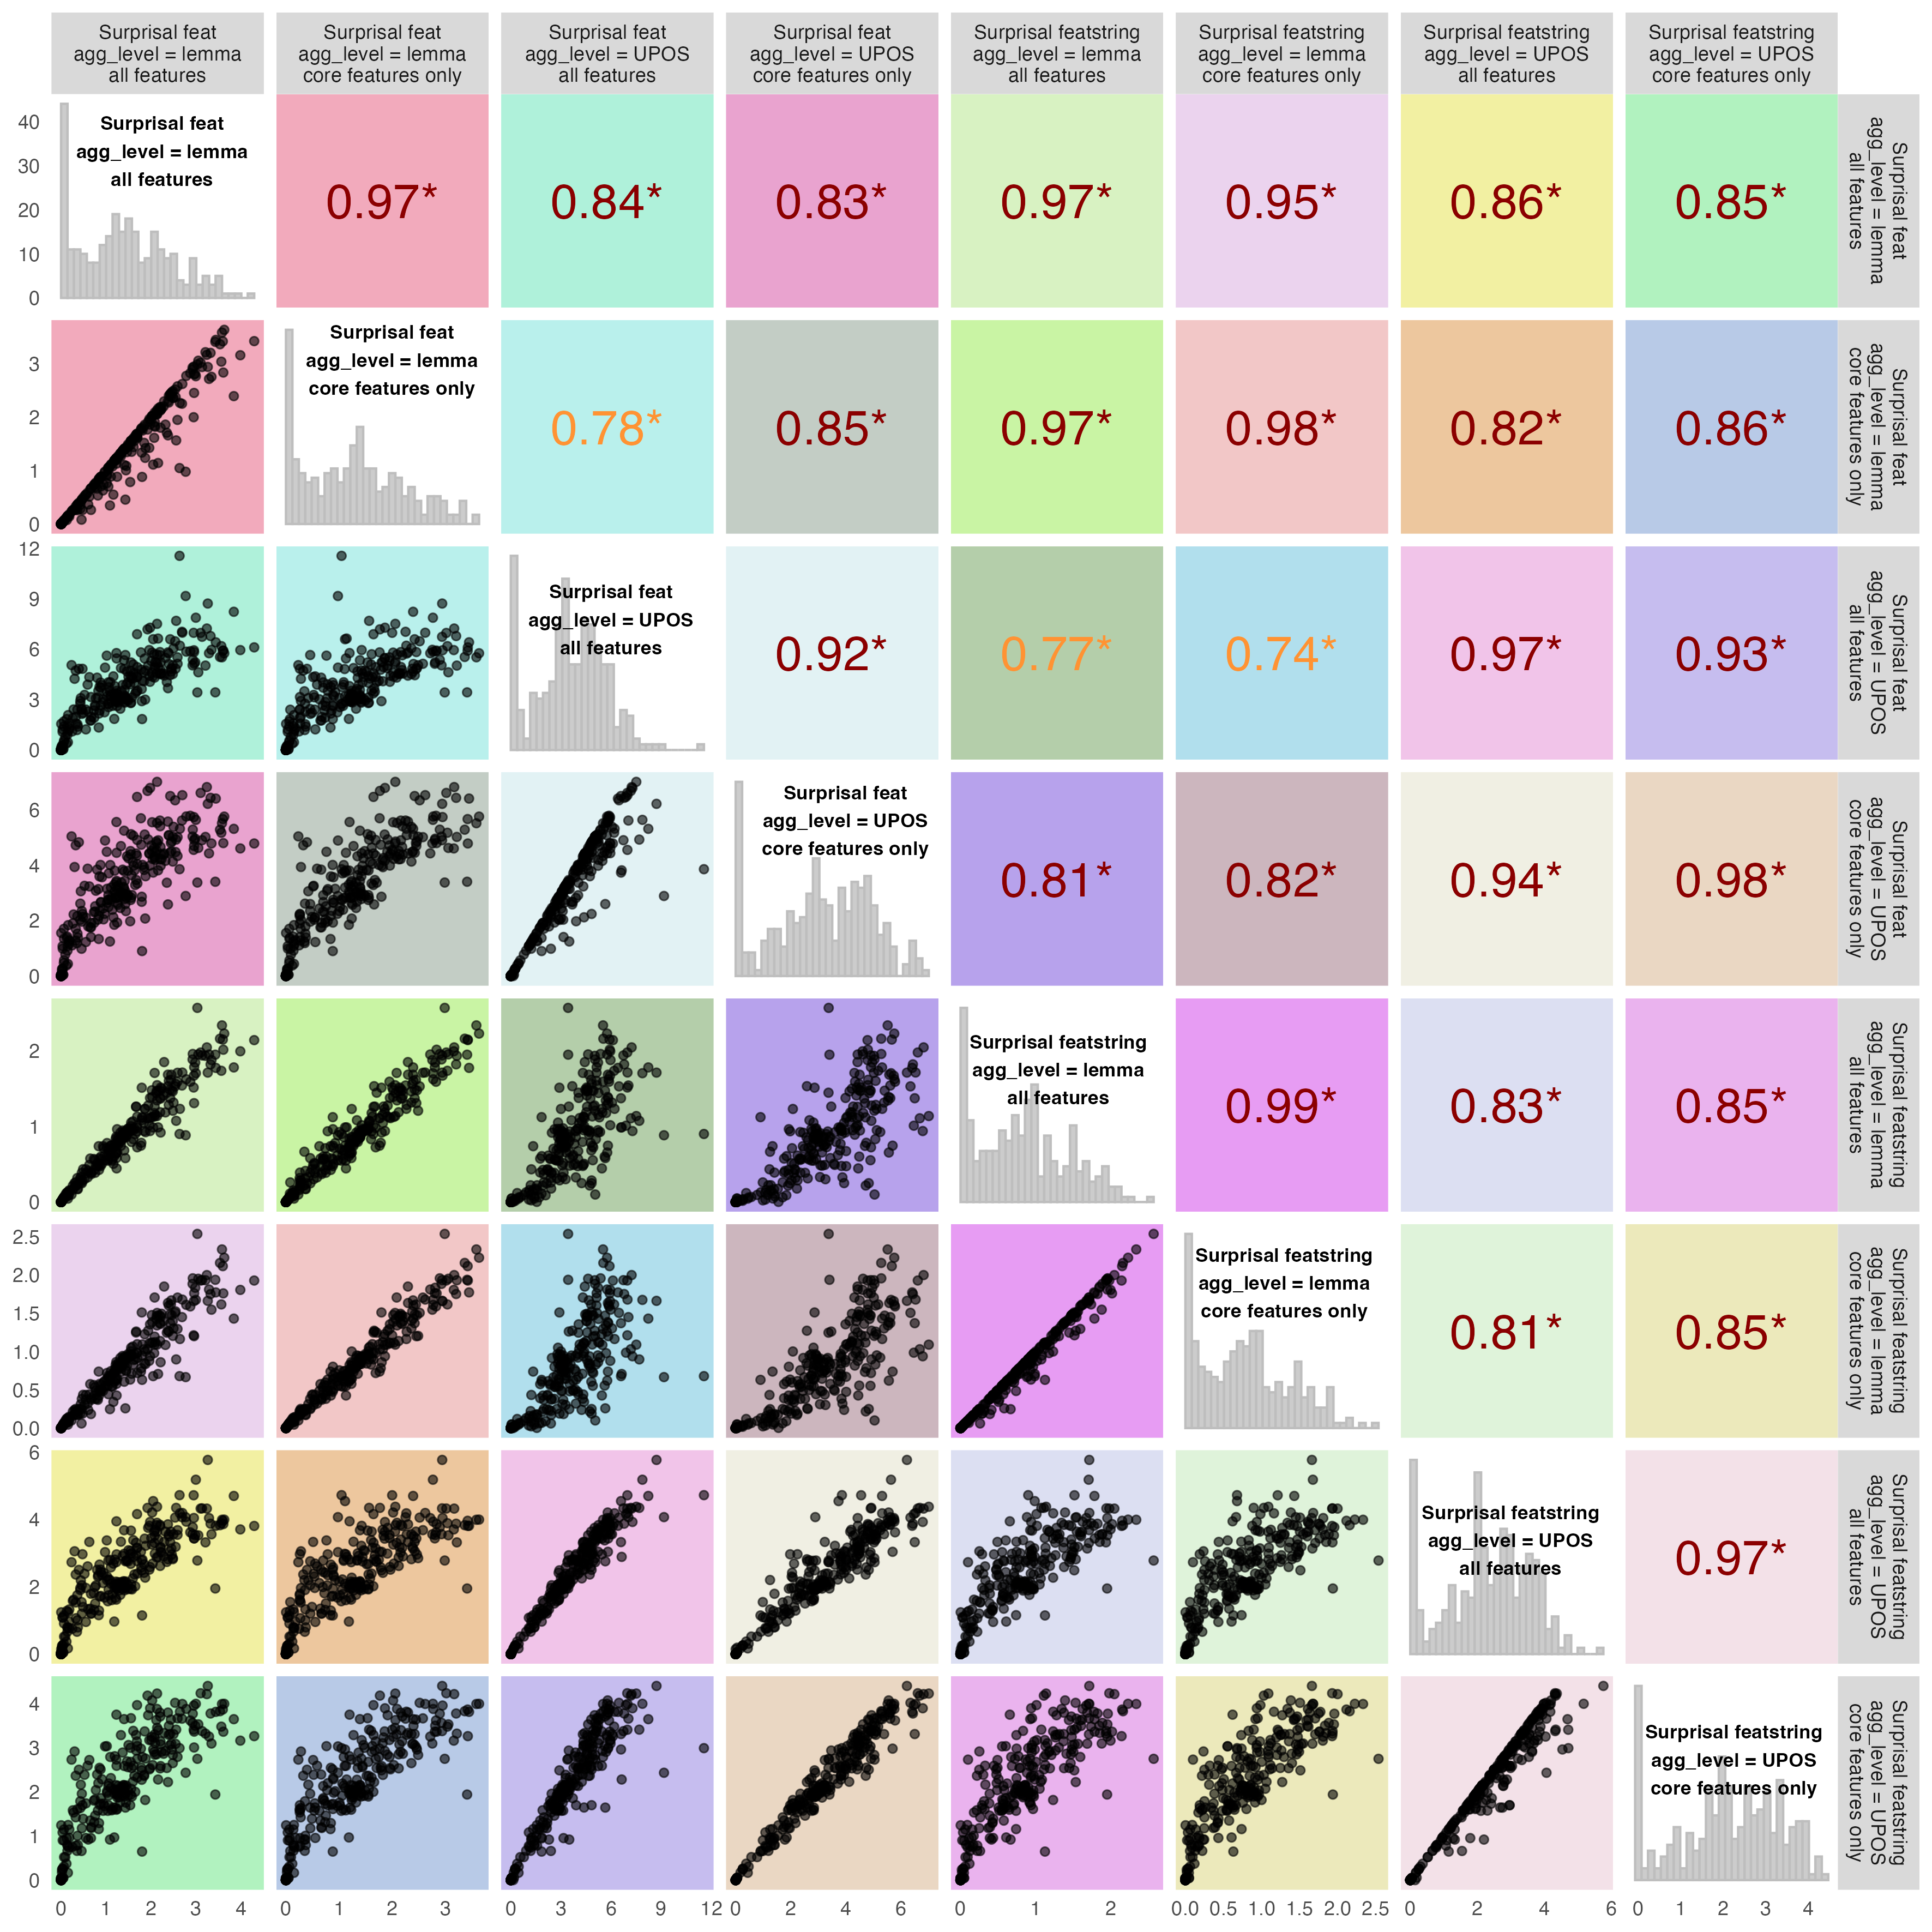 Surprisal feat
agg_level = lemma
all features
Surprisal feat
agg_level = lemma
core features only
Surprisal feat
agg_level = UPOS
all features
Surprisal feat
agg_level = UPOS
core features only
Surprisal featstring
agg_level = lemma
all features
Surprisal featstring
agg_level = lemma
core features only
Surprisal featstring
agg_level = UPOS
all features
Surprisal featstring
agg_level = UPOS
core features only
40
30
20
10
0
Surprisal feat
agg_level = lemma
all features
0.97*
0.84*
0.83*
0.97*
0.95*
0.86*
0.85*
Surprisal feat
agg_level = lemma
all features
3
2
1
0
Surprisal feat
agg_level = lemma
core features only
0.78*
0.85*
0.97*
0.98*
0.82*
0.86*
Surprisal feat
agg_level = lemma
core features only
12
9
6
3
0
Surprisal feat
agg_level = UPOS
all features
0.92*
0.77*
0.74*
0.97*
0.93*
Surprisal feat
agg_level = UPOS
all features
6
4
2
0
Surprisal feat
agg_level = UPOS
core features only
0.81*
0.82*
0.94*
0.98*
Surprisal feat
agg_level = UPOS
core features only
2
1
0
Surprisal featstring
agg_level = lemma
all features
0.99*
0.83*
0.85*
Surprisal featstring
agg_level = lemma
all features
2.5
2.0
1.5
1.0
0.5
0.0
Surprisal featstring
agg_level = lemma
core features only
0.81*
0.85*
Surprisal featstring
agg_level = lemma
core features only
6
4
2
0
Surprisal featstring
agg_level = UPOS
all features
0.97*
Surprisal featstring
agg_level = UPOS
all features
4
3
2
1
0
Surprisal featstring
agg_level = UPOS
core features only
Surprisal featstring
agg_level = UPOS
core features only
0 1 2 3 4
0 1 2 3
0 3 6 9 12
0 2 4 6
0 1 2
0.0 0.5 1.0 1.5 2.0 2.5
0 2 4 6
0 1 2 3 4